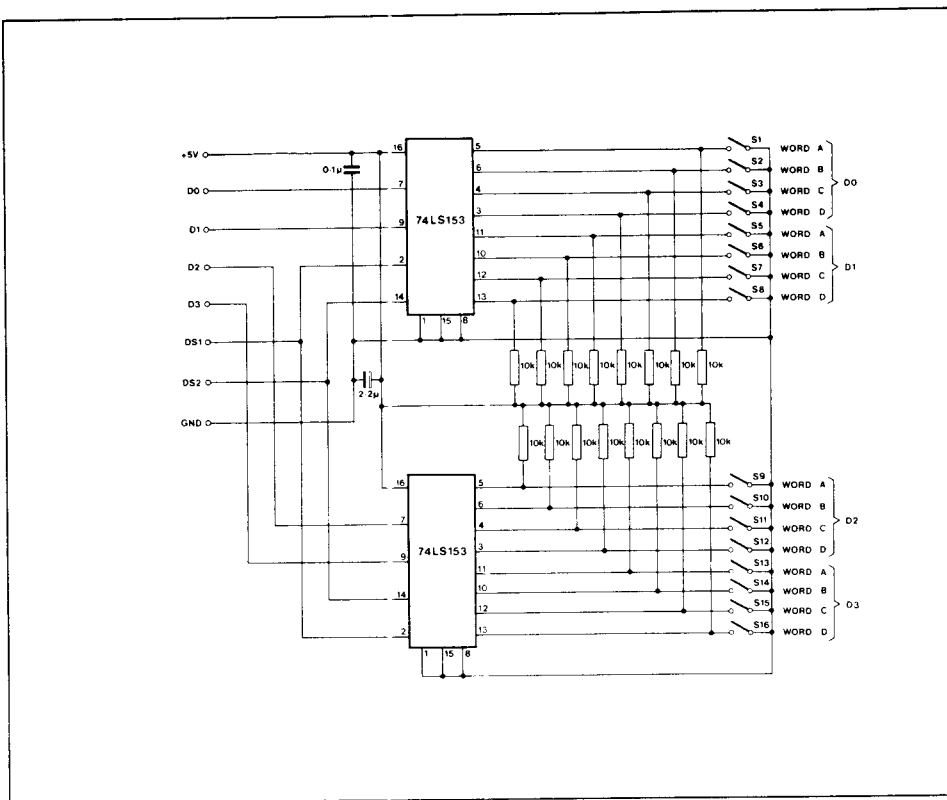 +5V
0·1µ
D0
D1
D2
D3
DS1
DS2
2·2µ
GND
16
7
9
2
14
74LS153
1 15 8
5
6
4
3
11
10
12
13
S1 WORD A
S2 WORD B
S3 WORD C
S4 WORD D
D0
S5 WORD A
S6 WORD B
S7 WORD C
S8 WORD D
D1
10k 10k 10k 10k 10k 10k 10k 10k
10k 10k 10k 10k 10k 10k 10k 10k
16
7
9
14
2
74LS153
1 15 8
5
6
4
3
11
10
12
13
S9 WORD A
S10 WORD B
S11 WORD C
S12 WORD D
D2
S13 WORD A
S14 WORD B
S15 WORD C
S16 WORD D
D3